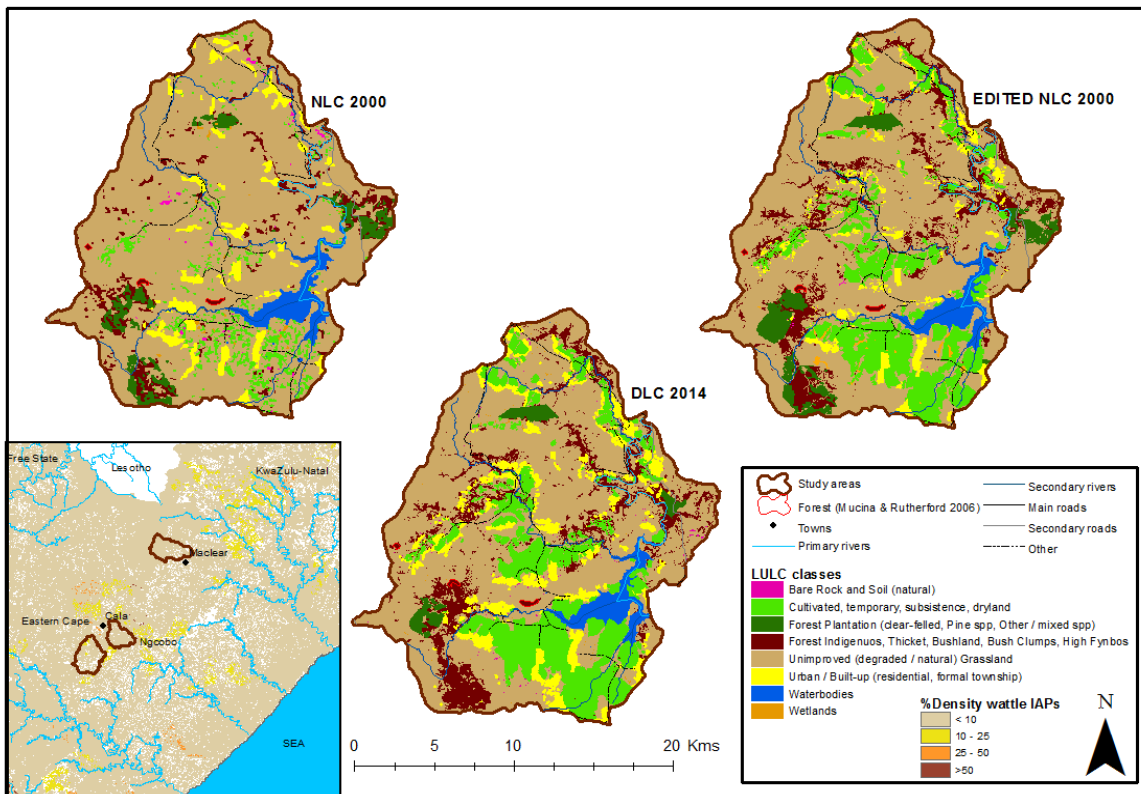 NLC 2000
EDITED NLC 2000
DLC 2014
Free State
Lesotho
KwaZulu-Natal
Maclear
Cala
Eastern Cape
Ngcobo
SEA
0 5 10 20 Kms
Study areas
Forest (Mucina & Rutherford 2006)
Towns
Primary rivers
Secondary rivers
Main roads
Secondary roads
Other
LULC classes
Bare Rock and Soil (natural)
Cultivated, temporary, subsistence, dryland
Forest Plantation (clear-felled, Pine spp, Other / mixed spp)
Forest Indigenuos, Thicket, Bushland, Bush Clumps, High Fynbos
Unimproved (degraded / natural) Grassland
Urban / Built-up (residential, formal township)
Waterbodies
Wetlands
%Density wattle IAPs
< 10
10 - 25
25 - 50
>50
N